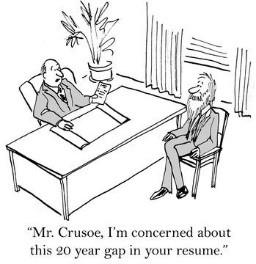 “Mr. Crusoe, I’m concerned about
this 20 year gap in your resume.”